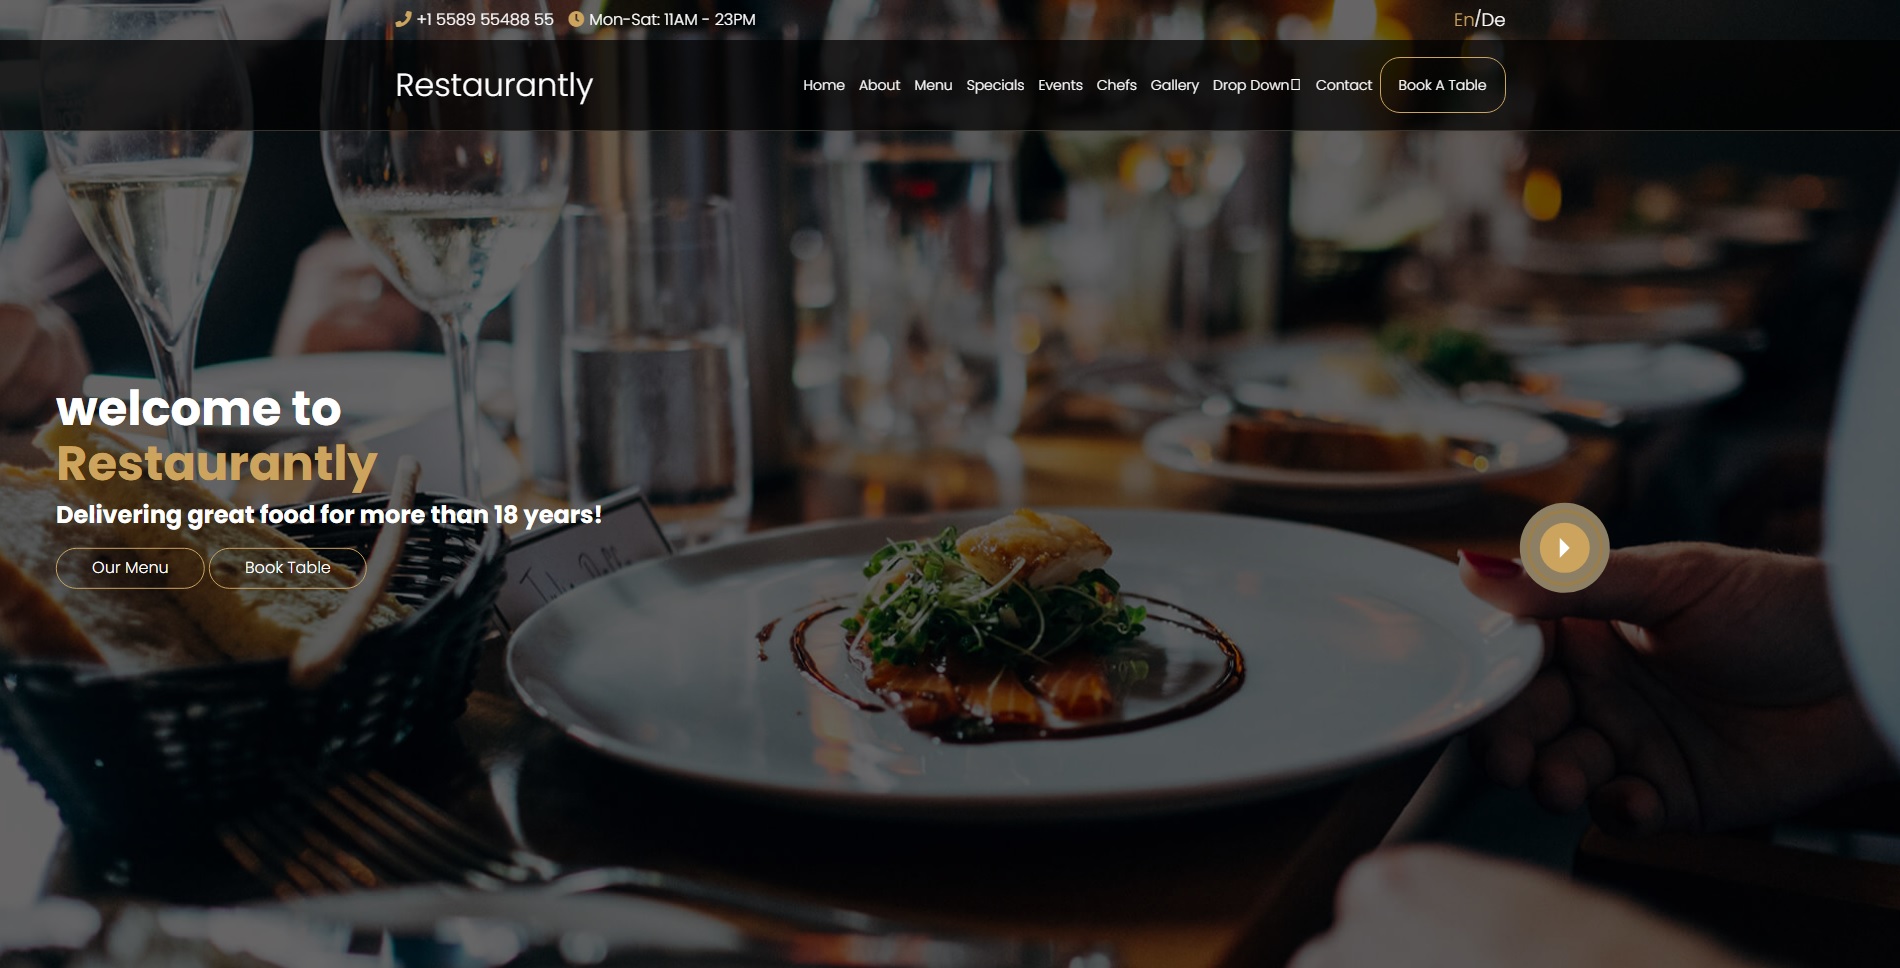 +1 5589 55488 55 Mon-Sat: 11AM - 23PM En/De
Restaurantly Home About Menu Specials Events Chefs Gallery Drop Down Contact Book A Table
welcome to
Restaurantly
Delivering great food for more than 18 years!
Our Menu Book Table